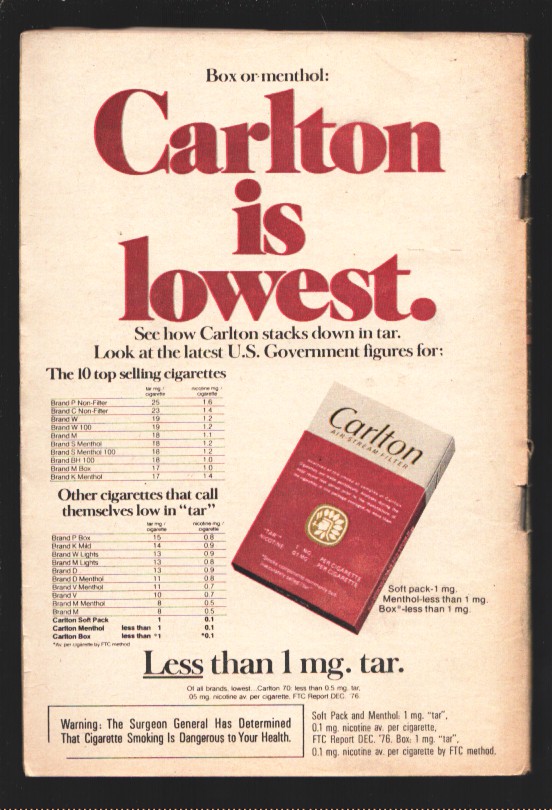 Box or menthol:
Carlton
is
lowest.
See how Carlton stacks down in tar.
Look at the latest U.S. Government figures for:
The 10 top selling cigarettes
tar mg./ cigarette nicotine mg./ cigarette
Brand P Non-Filter 25 1.6
Brand C Non-Filter 23 1.4
Brand W 19 1.2
Brand W 100 19 1.2
Brand M 18 1.1
Brand S Menthol 18 1.2
Brand S Menthol 100 18 1.2
Brand BH 100 18 1.0
Brand M Box 17 1.0
Brand K Menthol 17 1.4
Other cigarettes that call
themselves low in “tar”
tar mg./ cigarette nicotine mg./ cigarette
Brand P Box 15 0.8
Brand K Mild 14 0.9
Brand W Lights 13 0.9
Brand M Lights 13 0.8
Brand D 13 0.9
Brand D Menthol 11 0.8
Brand V Menthol 11 0.7
Brand V 10 0.7
Brand M Menthol 8 0.5
Brand M 8 0.5
Carlton Soft Pack 1 0.1
Carlton Menthol less than 1 0.1
Carlton Box less than *1 *0.1
*Av. per cigarette by FTC method
Carlton
AIR STREAM FILTER
"TAR"
NICOTINE
PER CIGARETTE
PER CIGARETTE
Soft pack-1 mg.
Menthol-less than 1 mg.
Box*-less than 1 mg.
Less than 1 mg. tar.
Of all brands, lowest...Carlton 70: less than 0.5 mg. tar,
.05 mg. nicotine av. per cigarette, FTC Report DEC. '76.
Warning: The Surgeon General Has Determined
That Cigarette Smoking Is Dangerous to Your Health.
Soft Pack and Menthol: 1 mg. “tar”,
0.1 mg. nicotine av. per cigarette,
FTC Report DEC. '76. Box: 1 mg. “tar”,
0.1 mg. nicotine av. per cigarette by FTC method.